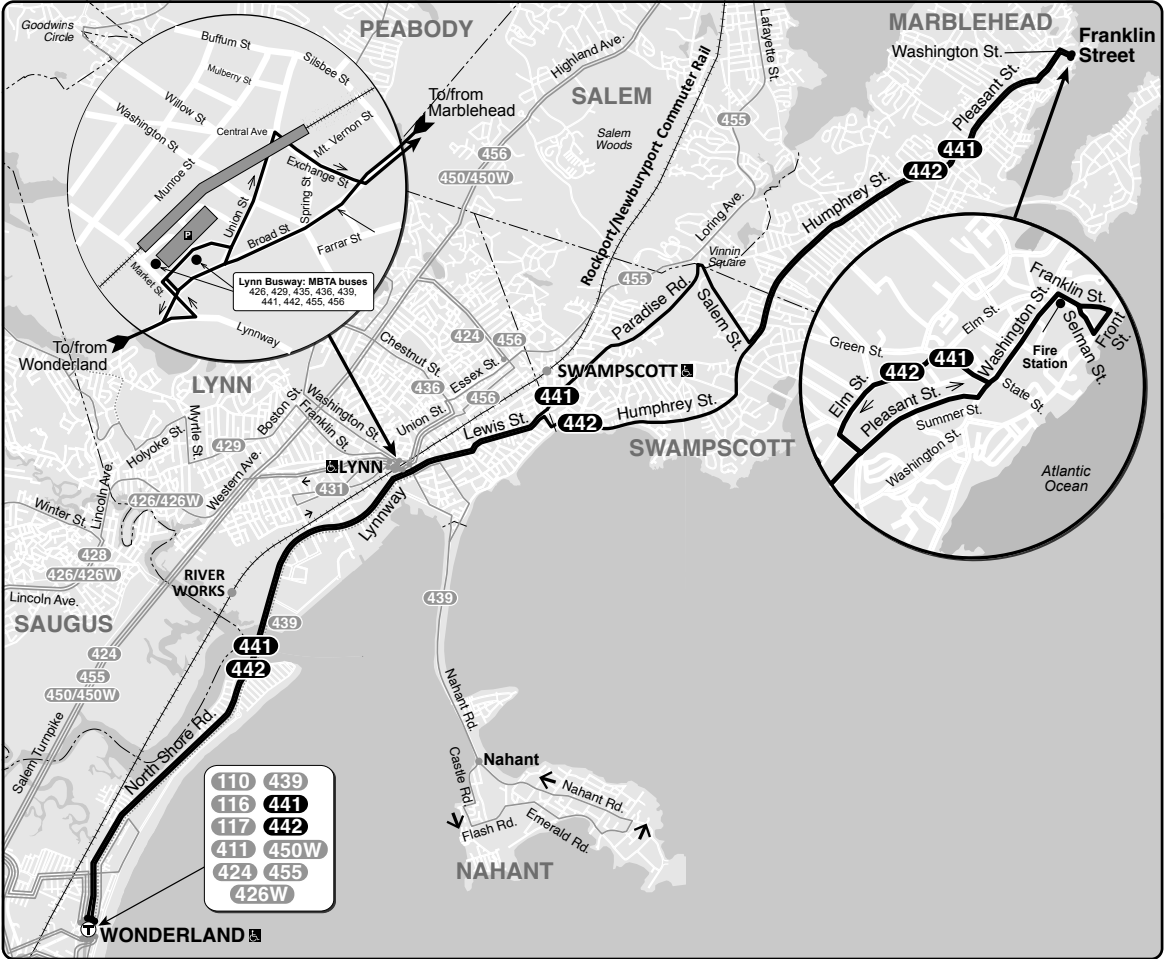 Goodwins
Circle
PEABODY
MARBLEHEAD
Washington St.
Franklin
Street
Pleasant St.
Lafayette St.
Highland Ave.
SALEM
Salem
Woods
Rockport/Newburyport Commuter Rail
455
456
450/450W
441
442
Humphrey St.
Loring Ave.
Vinnin
Square
455
Paradise Rd.
Salem St.
Buffum St
Silsbee St
Mulberry St
Willow St
Washington St
Central Ave
Mt. Vernon St
Munroe St
Exchange St
Spring St
Union St
Broad St
Farrar St
P
Market St.
Lynn Busway: MBTA buses
426, 429, 435, 436, 439,
441, 442, 455, 456
Lynnway
To/from
Marblehead
To/from
Wonderland
LYNN
Chestnut St.
424
456
Essex St.
436
456
SWAMPSCOTT
441
442
Humphrey St.
SWAMPSCOTT
Lewis St.
Union St.
Washington St.
Franklin St.
Boston St.
Myrtle St.
Holyoke St.
429
Western Ave.
LYNN
431
Lynnway
426/426W
Lincoln Ave.
Winter St.
428
426/426W
Lincoln Ave.
SAUGUS
RIVER
WORKS
439
439
441
442
424
455
450/450W
Salem Turnpike
North Shore Rd.
Nahant Rd.
Nahant
Castle Rd.
Nahant Rd.
Flash Rd.
Emerald Rd.
NAHANT
110 439
116 441
117 442
411 450W
424 455
426W
T WONDERLAND
Franklin St.
Front
St.
Selman St.
Washington St.
Elm St.
Green St.
Fire
Station
441
442
Elm St.
Pleasant St.
State St.
Summer St.
Washington St.
Atlantic
Ocean